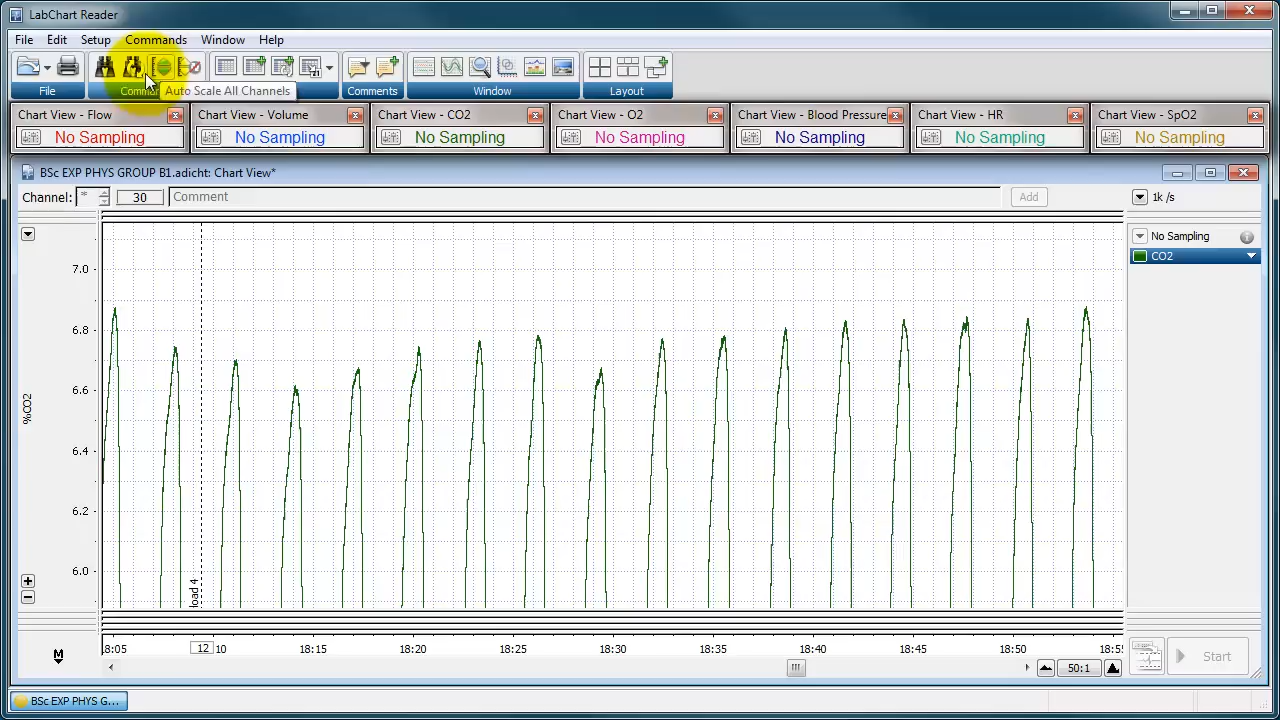 LabChart Reader
File Edit Setup Commands Window Help
File Window Layout Comments
Auto Scale All Channels
Chart View - Flow
No Sampling
Chart View - Volume
No Sampling
Chart View - CO2
No Sampling
Chart View - O2
No Sampling
Chart View - Blood Pressure
No Sampling
Chart View - HR
No Sampling
Chart View - SpO2
No Sampling
BSc EXP PHYS GROUP B1.adicht: Chart View*
Channel: * 30 Comment Add 1k /s
No Sampling
CO2
7.0
6.8
6.6
6.4
6.2
6.0
%CO2
load 4
18:05 12 10 18:15 18:20 18:25 18:30 18:35 18:40 18:45 18:50 18:55
M
50:1
Start
BSc EXP PHYS G...